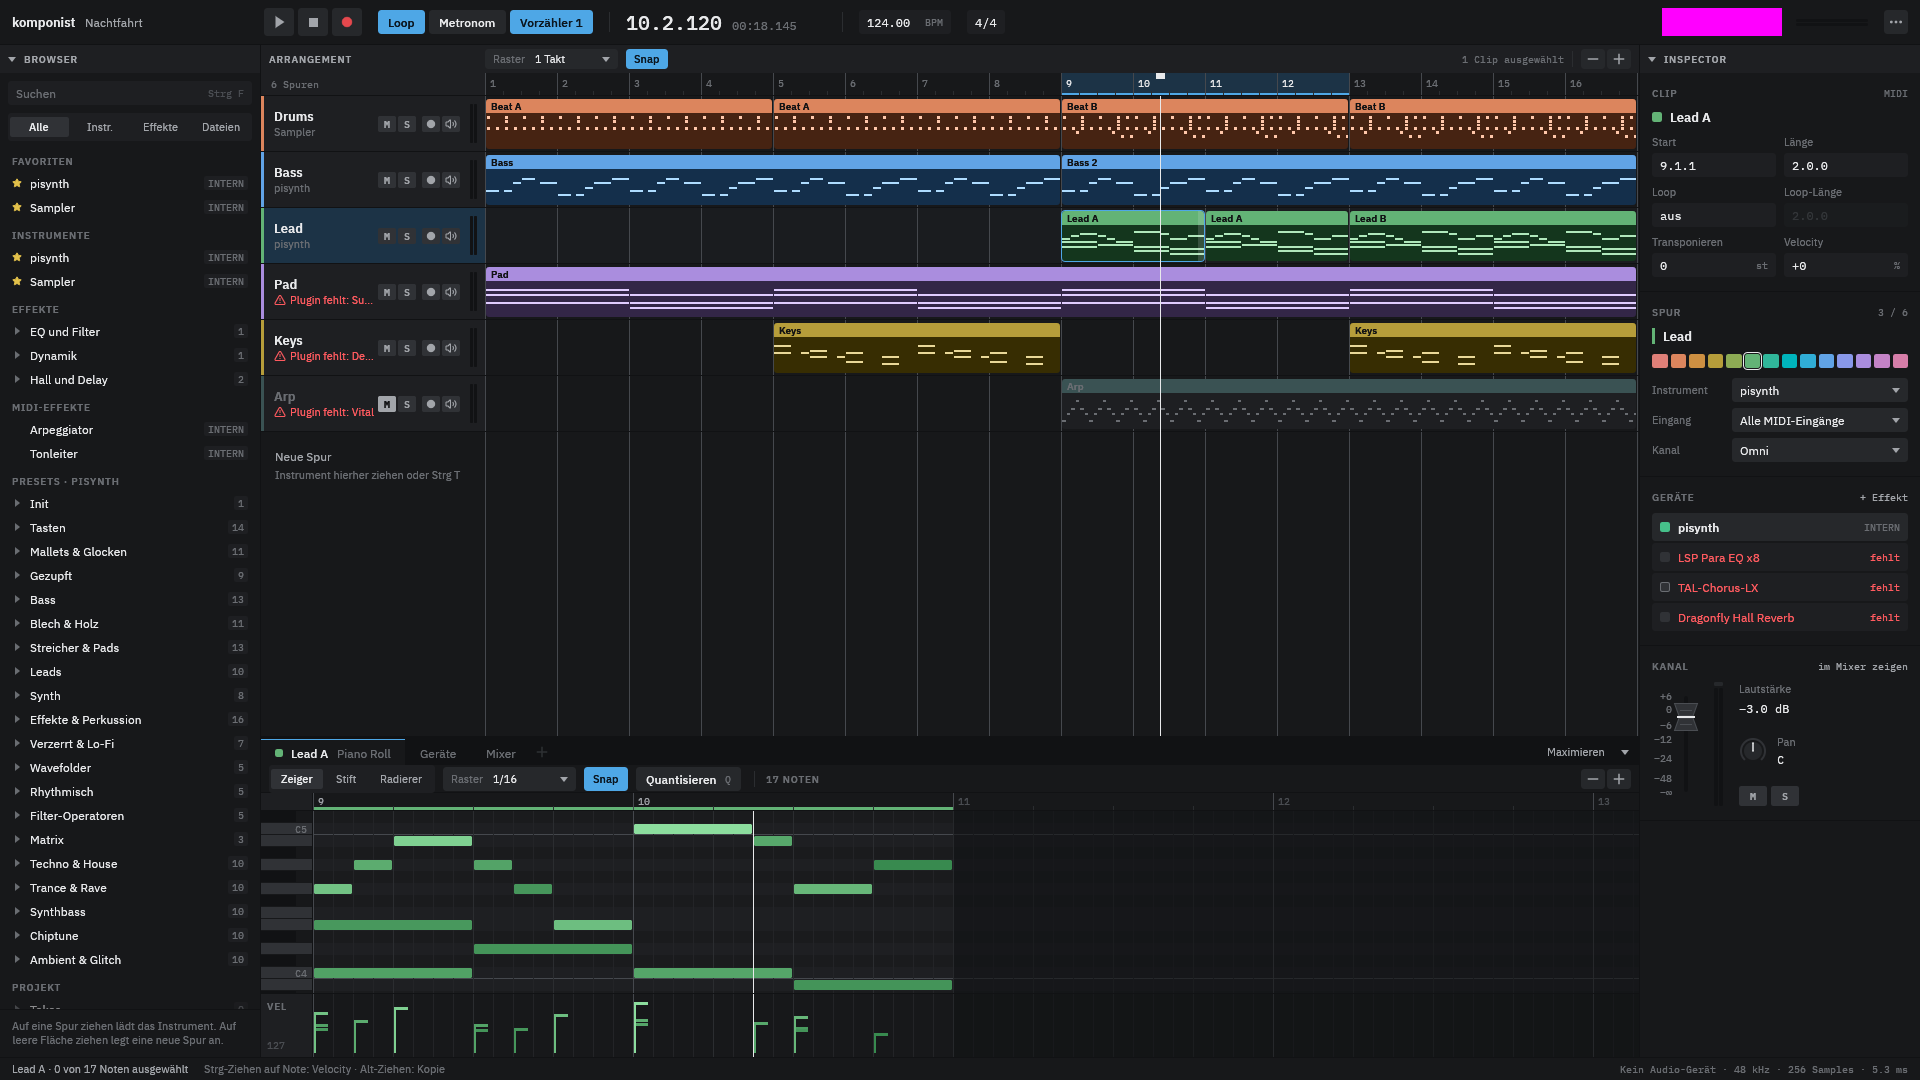 komponist Nachtfahrt Loop Metronom Vorzähler 1 10.2.120 00:18.145 124.00 BPM 4/4
BROWSER
Suchen Strg F
Alle Instr. Effekte Dateien
FAVORITEN
pisynth INTERN
Sampler INTERN
INSTRUMENTE
pisynth INTERN
Sampler INTERN
EFFEKTE
EQ und Filter 1
Dynamik 1
Hall und Delay 2
MIDI-EFFEKTE
Arpeggiator INTERN
Tonleiter INTERN
PRESETS · PISYNTH
Init 1
Tasten 14
Mallets & Glocken 11
Gezupft 9
Bass 13
Blech & Holz 11
Streicher & Pads 13
Leads 10
Synth 8
Effekte & Perkussion 16
Verzerrt & Lo-Fi 7
Wavefolder 5
Rhythmisch 5
Filter-Operatoren 5
Matrix 3
Techno & House 10
Trance & Rave 10
Synthbass 10
Chiptune 10
Ambient & Glitch 10
PROJEKT
Auf eine Spur ziehen lädt das Instrument. Auf
leere Fläche ziehen legt eine neue Spur an.
ARRANGEMENT Raster 1 Takt Snap 1 Clip ausgewählt
6 Spuren 1 2 3 4 5 6 7 8 9 10 11 12 13 14 15 16
Drums M S
Sampler
Beat A Beat A Beat B Beat B
Bass M S
pisynth
Bass Bass 2
Lead M S
pisynth
Lead A Lead A Lead B
Pad M S
Plugin fehlt: Su...
Pad
Keys M S
Plugin fehlt: De...
Keys Keys
Arp M S
Plugin fehlt: Vital
Arp
Neue Spur
Instrument hierher ziehen oder Strg T
Lead A Piano Roll Geräte Mixer + Maximieren
Zeiger Stift Radierer Raster 1/16 Snap Quantisieren Q 17 NOTEN
9 10 11 12 13
C5
C4
VEL
127
INSPECTOR
CLIP MIDI
Lead A
Start Länge
9.1.1 2.0.0
Loop Loop-Länge
aus 2.0.0
Transponieren Velocity
0 st +0 %
SPUR 3 / 6
Lead
Instrument pisynth
Eingang Alle MIDI-Eingänge
Kanal Omni
GERÄTE + Effekt
pisynth INTERN
LSP Para EQ x8 fehlt
TAL-Chorus-LX fehlt
Dragonfly Hall Reverb fehlt
KANAL im Mixer zeigen
+6
0
−6
−12
−24
−48
−∞
Lautstärke
−3.0 dB
Pan
C
M S
Lead A · 0 von 17 Noten ausgewählt Strg-Ziehen auf Note: Velocity · Alt-Ziehen: Kopie Kein Audio-Gerät · 48 kHz · 256 Samples · 5.3 ms